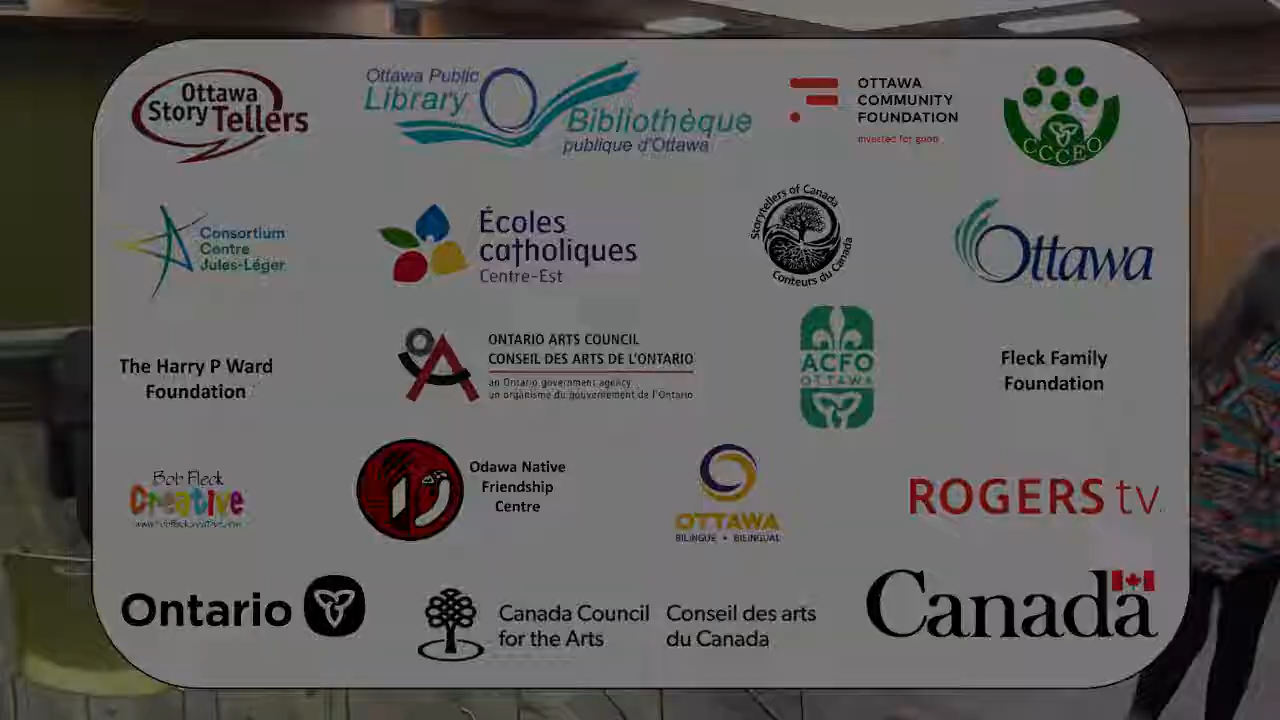 Ottawa
StoryTellers
Ottawa Public
Library
Bibliothèque
publique d'Ottawa
OTTAWA
COMMUNITY
FOUNDATION
invested for good
CCCEO
Consortium
Centre
Jules-Léger
Écoles
catholiques
Centre-Est
Storytellers of Canada
Conteurs du Canada
Ottawa
The Harry P Ward
Foundation
ONTARIO ARTS COUNCIL
CONSEIL DES ARTS DE L'ONTARIO
an Ontario government agency
un organisme du gouvernement de l'Ontario
ACFO
OTTAWA
Fleck Family
Foundation
Bob Fleck
Creative
www.bobfleckcreative.com
Odawa Native
Friendship
Centre
OTTAWA
BILINGUE • BILINGUAL
ROGERS tv
Ontario
Canada Council
for the Arts
Conseil des arts
du Canada
Canada